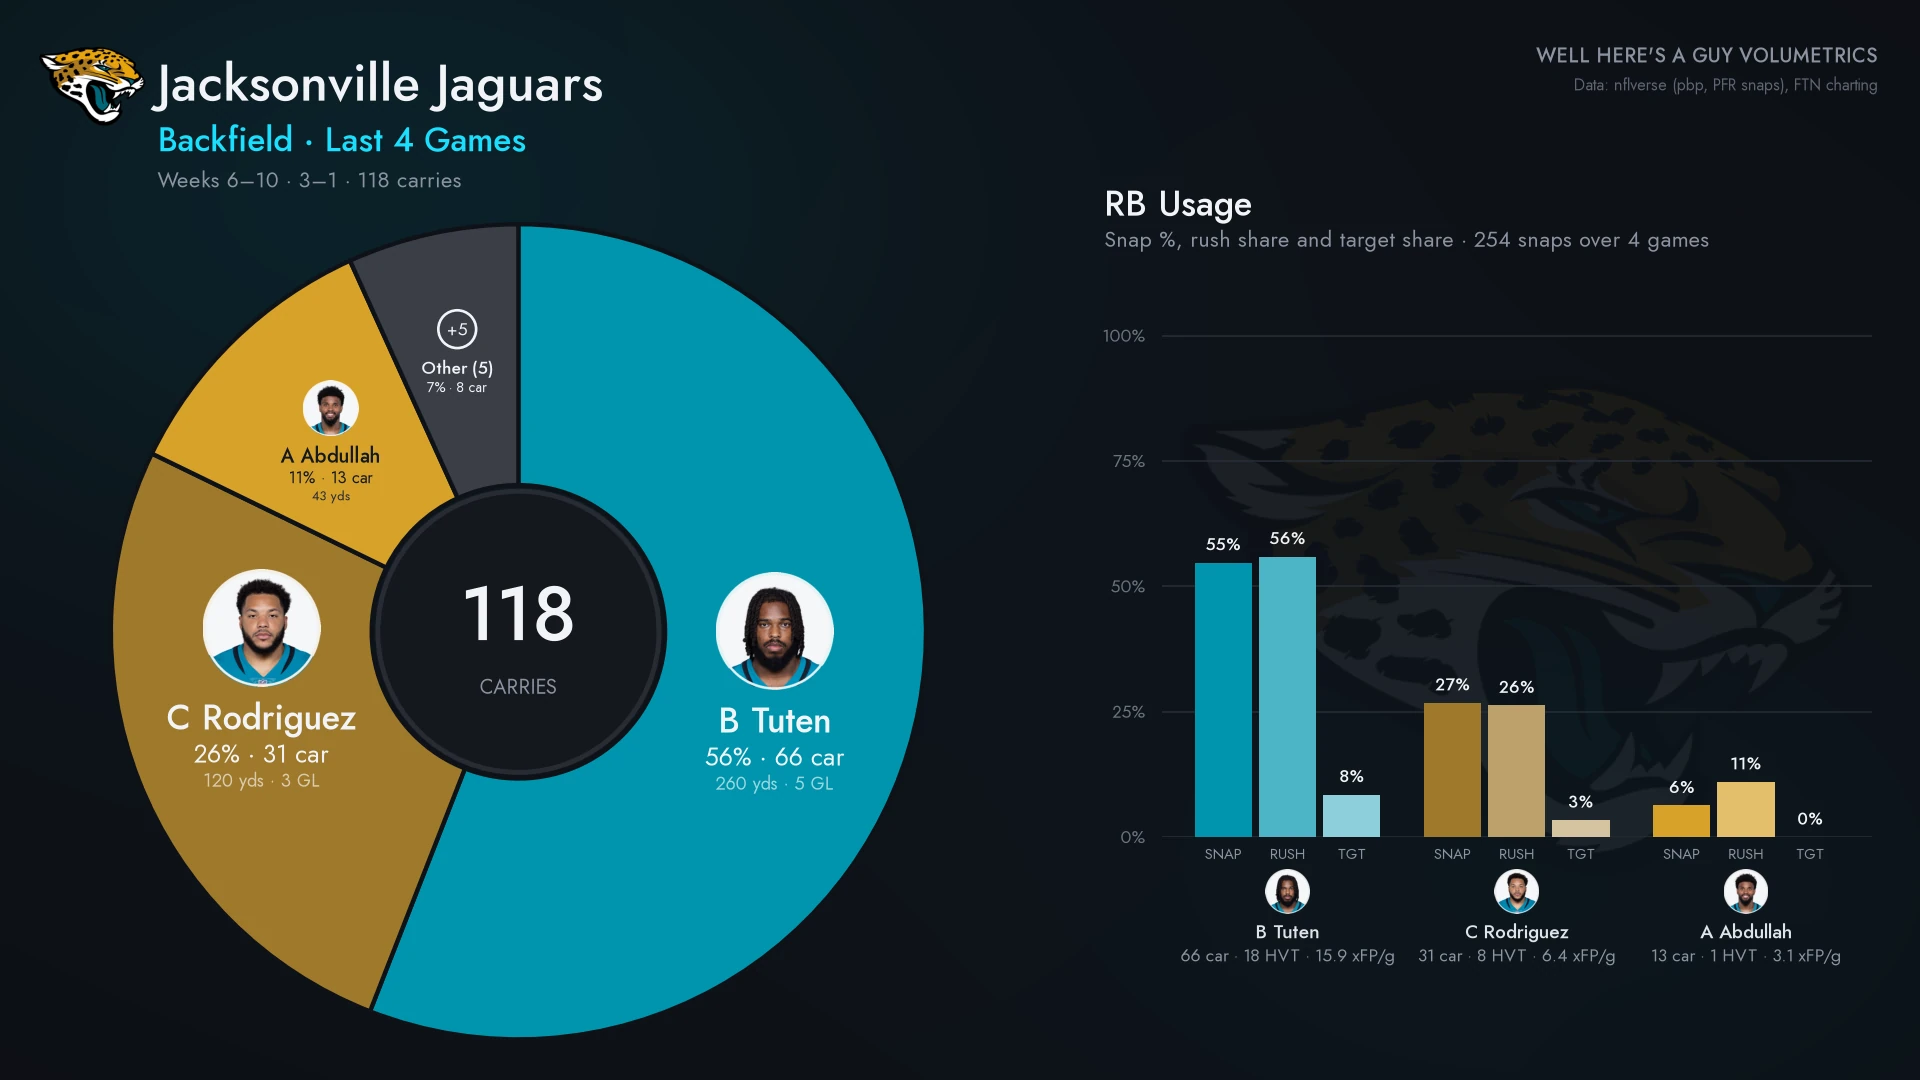 Jacksonville Jaguars
Backfield · Last 4 Games
Weeks 6–10 · 3–1 · 118 carries
WELL HERE'S A GUY VOLUMETRICS
Data: nflverse (pbp, PFR snaps), FTN charting
+5
Other (5)
7% · 8 car
A Abdullah
11% · 13 car
43 yds
C Rodriguez
26% · 31 car
120 yds · 3 GL
118
CARRIES
B Tuten
56% · 66 car
260 yds · 5 GL
RB Usage
Snap %, rush share and target share · 254 snaps over 4 games
100%
75%
50%
25%
0%
55% 56% 8%
27% 26% 3%
6% 11% 0%
SNAP RUSH TGT
SNAP RUSH TGT
SNAP RUSH TGT
B Tuten
66 car · 18 HVT · 15.9 xFP/g
C Rodriguez
31 car · 8 HVT · 6.4 xFP/g
A Abdullah
13 car · 1 HVT · 3.1 xFP/g